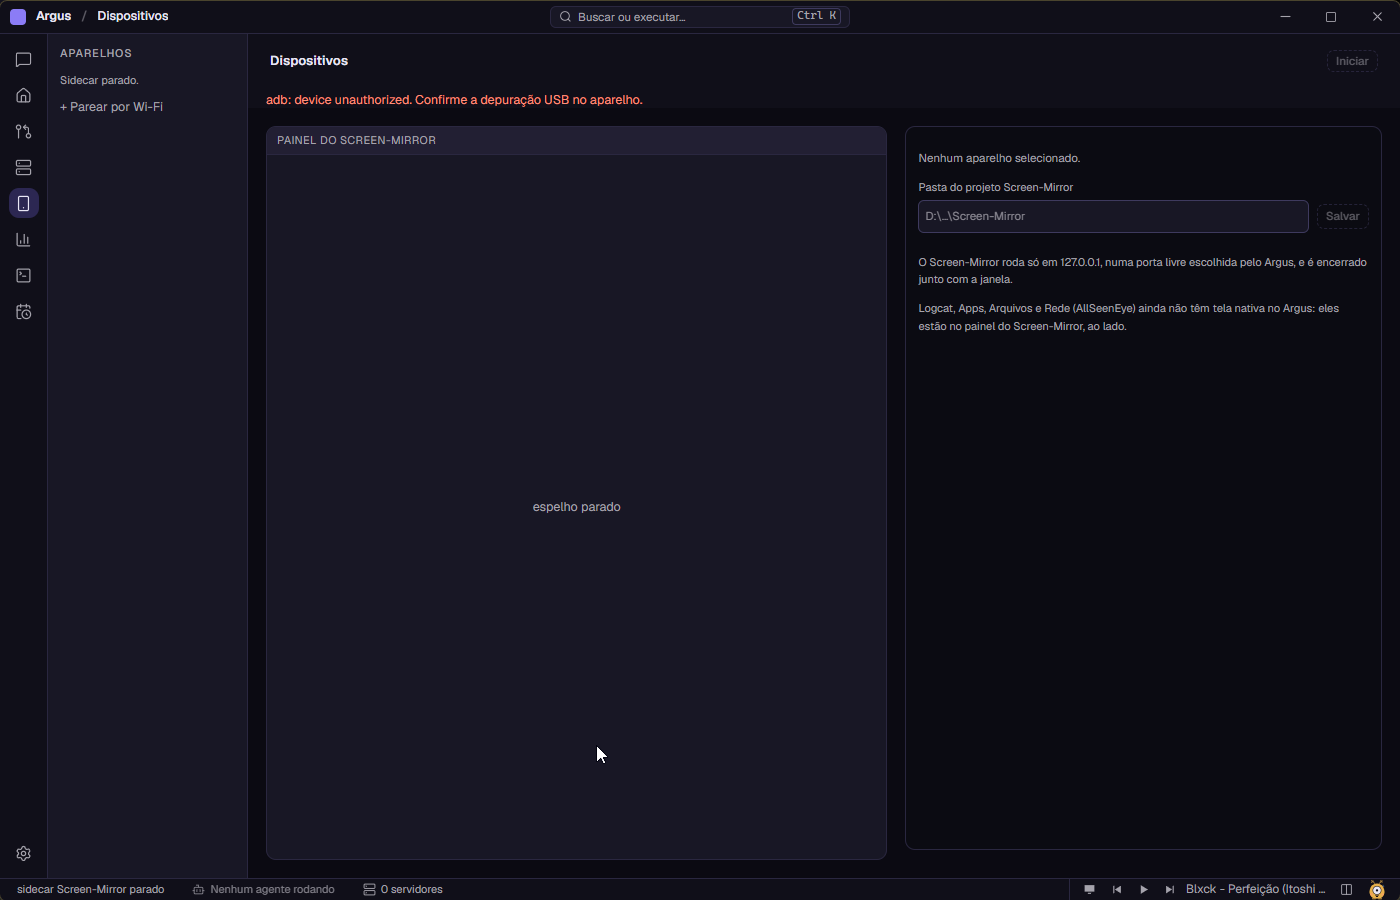 Argus / Dispositivos
Buscar ou executar...
Ctrl K
APARELHOS
Sidecar parado.
+ Parear por Wi-Fi
Dispositivos
Iniciar
adb: device unauthorized. Confirme a depuração USB no aparelho.
PAINEL DO SCREEN-MIRROR
espelho parado
Nenhum aparelho selecionado.
Pasta do projeto Screen-Mirror
D:\...\Screen-Mirror
Salvar
O Screen-Mirror roda só em 127.0.0.1, numa porta livre escolhida pelo Argus, e é encerrado
junto com a janela.
Logcat, Apps, Arquivos e Rede (AllSeenEye) ainda não têm tela nativa no Argus: eles
estão no painel do Screen-Mirror, ao lado.
sidecar Screen-Mirror parado
Nenhum agente rodando
0 servidores
Blxck - Perfeição (Itoshi ...